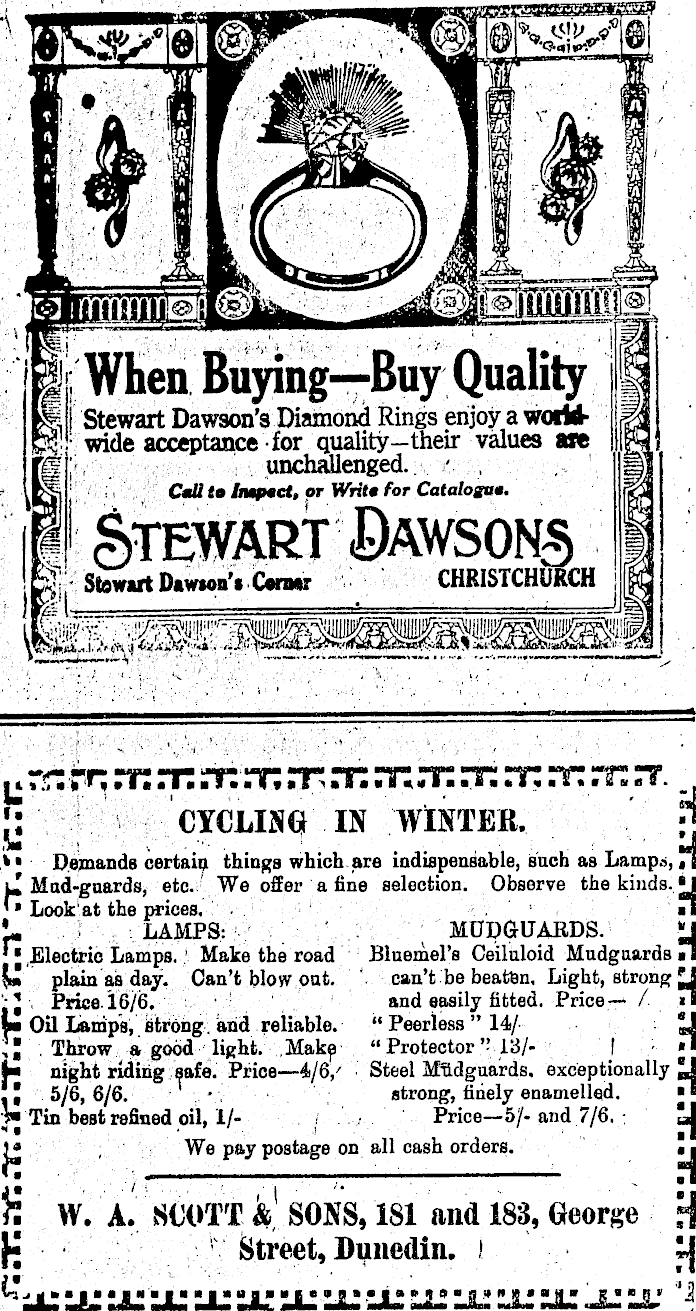 When Buying—Buy Quality
Stewart Dawson's Diamond Rings enjoy a world-
wide acceptance for quality—their values are
unchallenged.
Call to Inspect, or Write for Catalogue.
STEWART DAWSONS
Stewart Dawson's Corner CHRISTCHURCH
CYCLING IN WINTER.
Demands certain things which are indispensable, such as Lamps,
Mud-guards, etc. We offer a fine selection. Observe the kinds.
Look at the prices.
LAMPS:
Electric Lamps. Make the road
plain as day. Can't blow out.
Price 16/6.
Oil Lamps, strong and reliable.
Throw a good light. Make
night riding safe. Price—4/6,
5/6, 6/6.
Tin best refined oil, 1/-
MUDGUARDS.
Bluemel's Celluloid Mudguards
can't be beaten. Light, strong
and easily fitted. Price—
"Peerless" 14/
"Protector" 13/-
Steel Mudguards, exceptionally
strong, finely enamelled.
Price—5/- and 7/6.
We pay postage on all cash orders.
W. A. SCOTT & SONS, 181 and 183, George
Street, Dunedin.